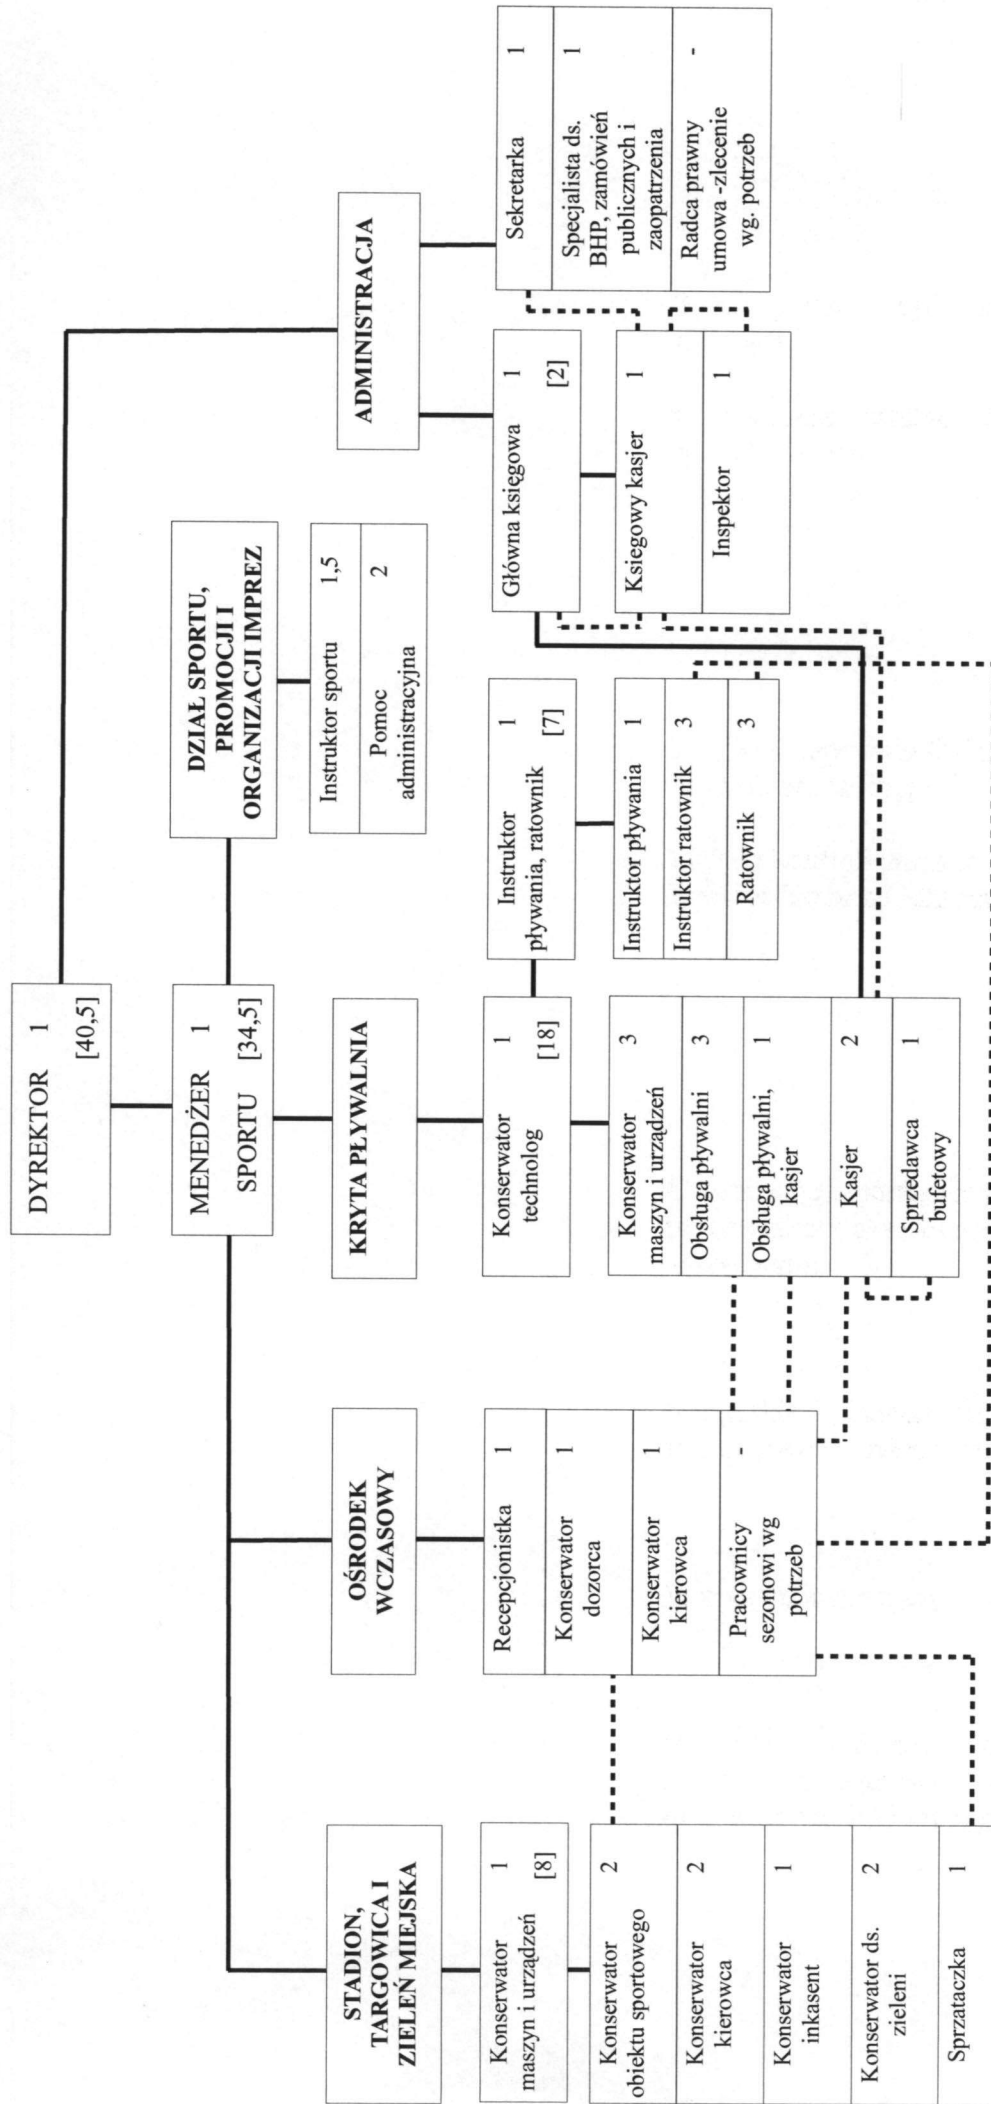 DYREKTOR 1
[40,5]
MENEDŻER 1
SPORTU [34,5]
STADION,
TARGOWICA I
ZIELEŃ MIEJSKA
Konserwator 1
maszyn i urządzeń [8]
Konserwator 2
obiektu sportowego
Konserwator 2
kierowca
Konserwator 1
inkasent
Konserwator ds. 2
zieleni
Sprzataczka 1
OŚRODEK
WCZASOWY
Recepcjonistka 1
Konserwator 1
dozorca
Konserwator 1
kierowca
Pracownicy -
sezonowi wg
potrzeb
KRYTA PŁYWALNIA
Konserwator 1
technolog [18]
Konserwator 3
maszyn i urządzeń
Obsługa pływalni 3
Obsługa pływalni, 1
kasjer
Kasjer 2
Sprzedawca 1
bufetowy
Instruktor 1
pływania, ratownik [7]
Instruktor pływania 1
Instruktor ratownik 3
Ratownik 3
DZIAŁ SPORTU,
PROMOCJI I
ORGANIZACJI IMPREZ
Instruktor sportu 1,5
Pomoc 2
administracyjna
ADMINISTRACJA
Główna księgowa 1
[2]
Ksiegowy kasjer 1
Inspektor 1
Sekretarka 1
Specjalista ds. 1
BHP, zamówień
publicznych i
zaopatrzenia
Radca prawny -
umowa -zlecenie
wg. potrzeb